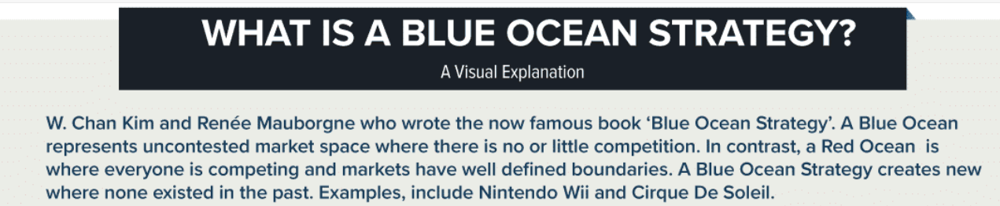 WHAT IS A BLUE OCEAN STRATEGY?
A Visual Explanation
W. Chan Kim and Renée Mauborgne who wrote the now famous book ‘Blue Ocean Strategy’. A Blue Ocean
represents uncontested market space where there is no or little competition. In contrast, a Red Ocean is
where everyone is competing and markets have well defined boundaries. A Blue Ocean Strategy creates new
where none existed in the past. Examples, include Nintendo Wii and Cirque De Soleil.